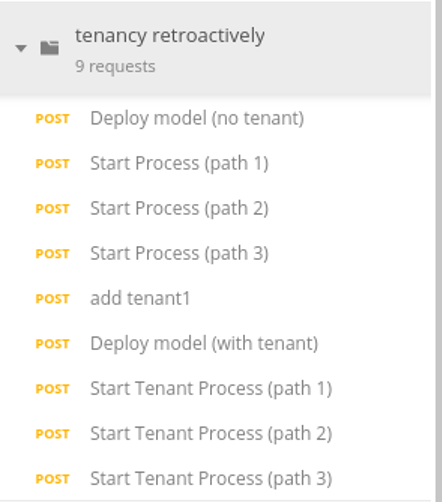 tenancy retroactively
9 requests
POST Deploy model (no tenant)
POST Start Process (path 1)
POST Start Process (path 2)
POST Start Process (path 3)
POST add tenant1
POST Deploy model (with tenant)
POST Start Tenant Process (path 1)
POST Start Tenant Process (path 2)
POST Start Tenant Process (path 3)